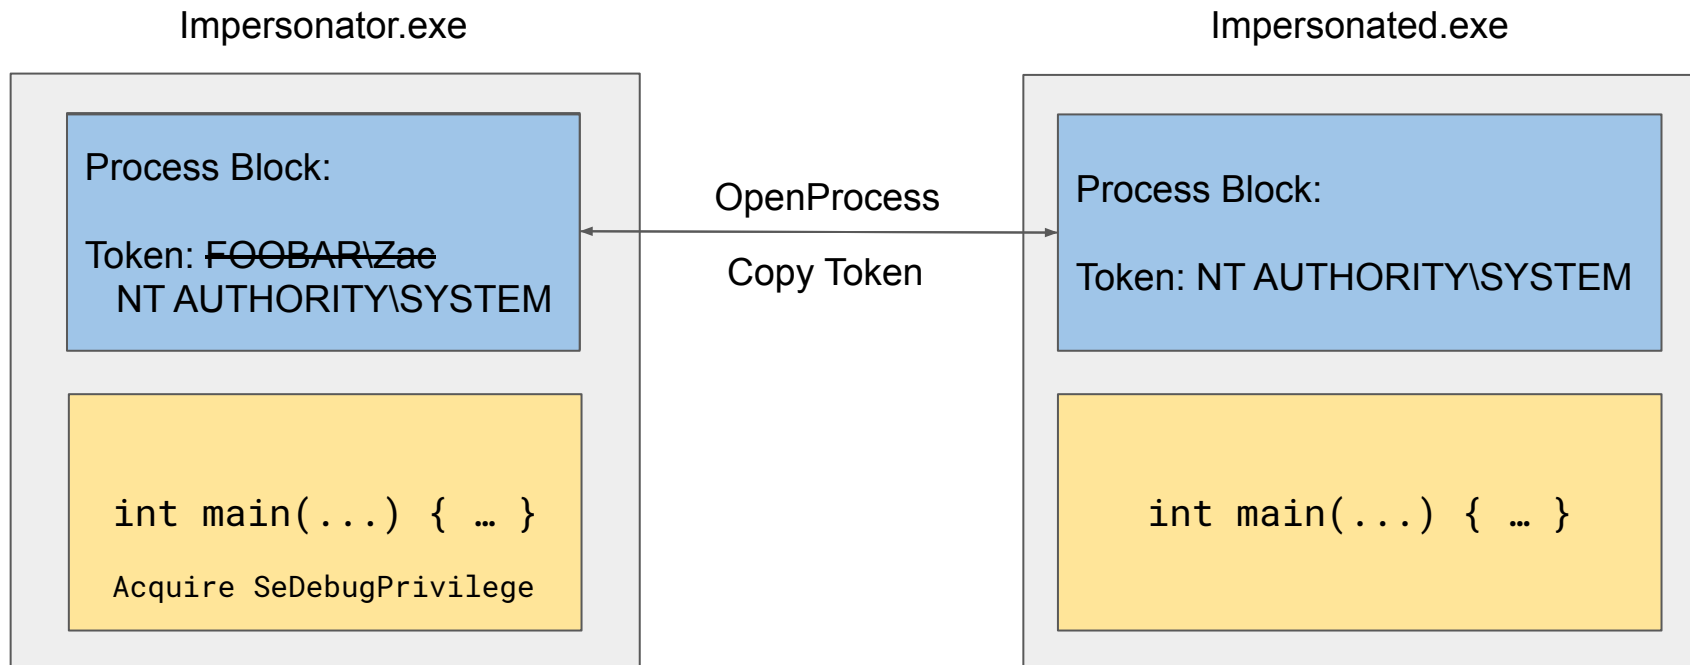 Impersonator.exe
Impersonated.exe
Process Block:
Token: FOOBAR\Zac
NT AUTHORITY\SYSTEM
int main(...) { … }
Acquire SeDebugPrivilege
OpenProcess
Copy Token
Process Block:
Token: NT AUTHORITY\SYSTEM
int main(...) { … }